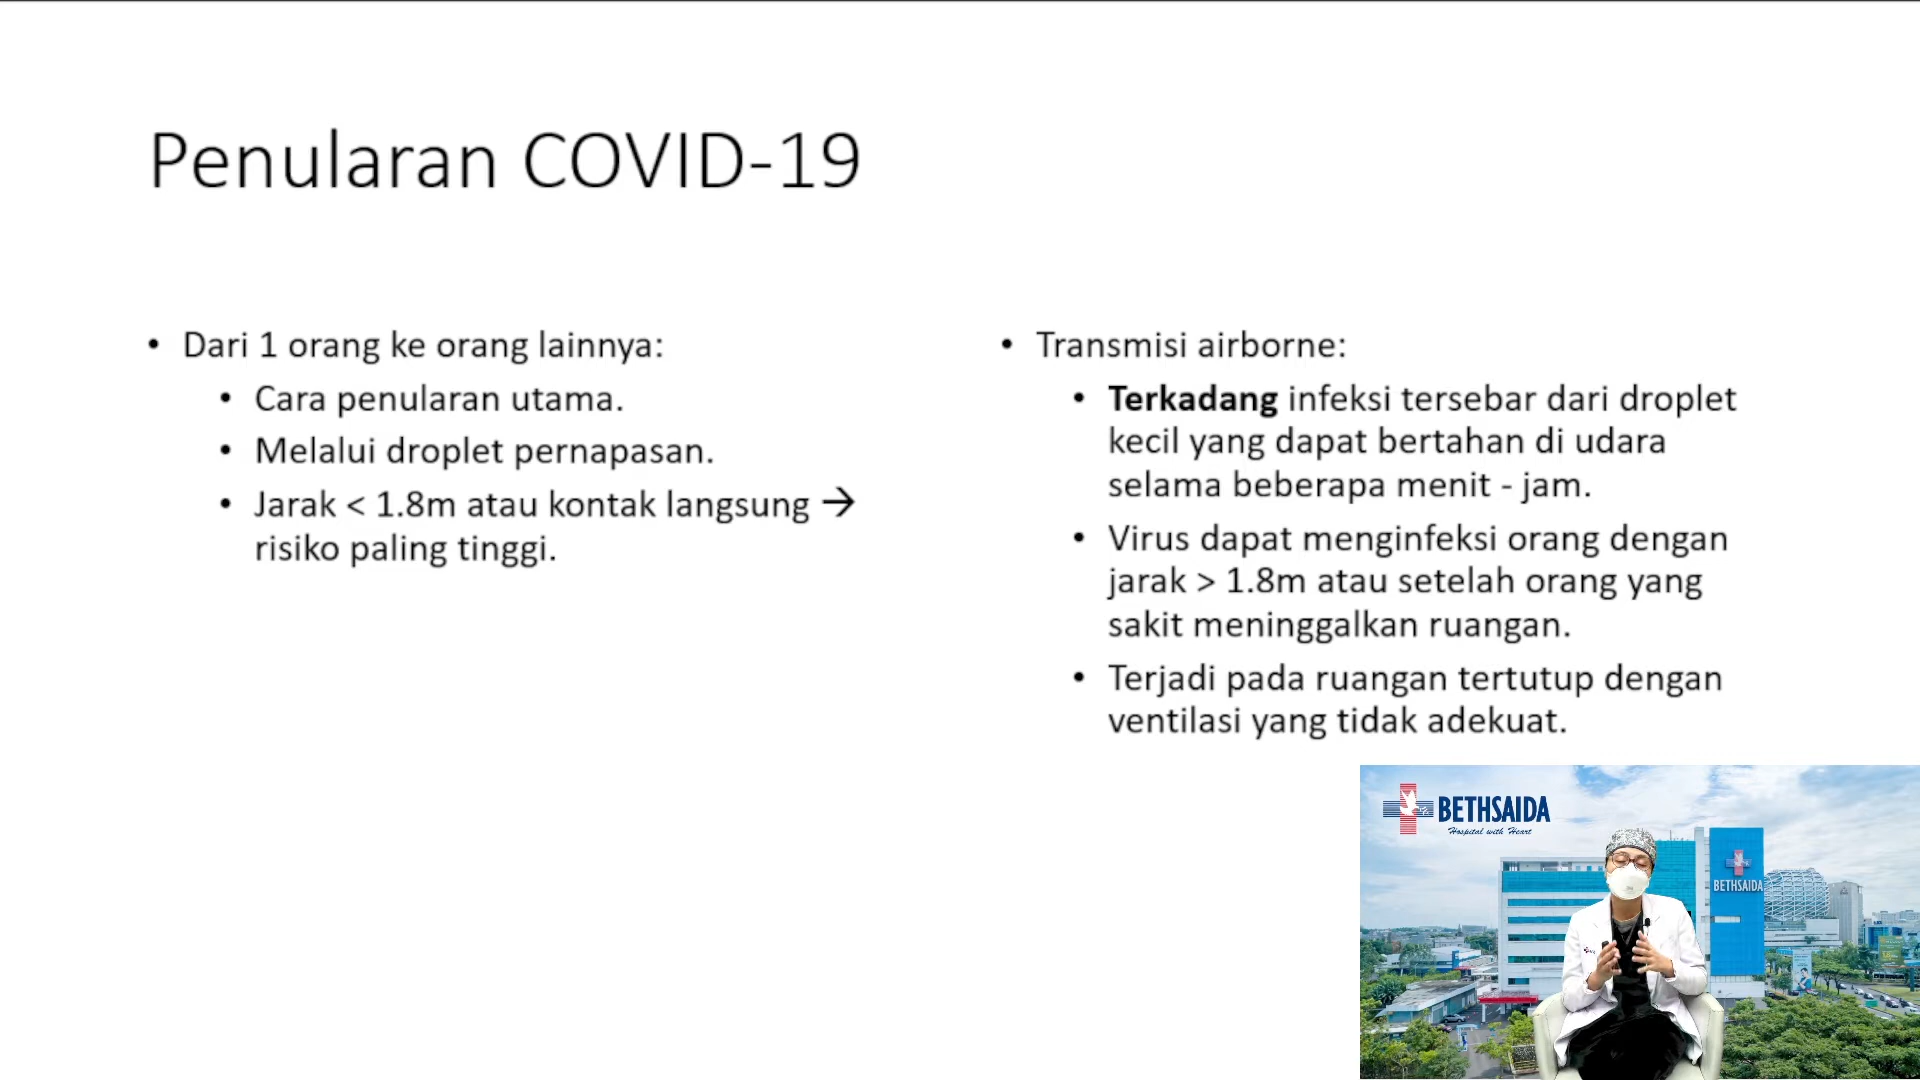 Penularan COVID-19
• Dari 1 orang ke orang lainnya:
• Cara penularan utama.
• Melalui droplet pernapasan.
• Jarak < 1.8m atau kontak langsung →
risiko paling tinggi.
• Transmisi airborne:
• Terkadang infeksi tersebar dari droplet
kecil yang dapat bertahan di udara
selama beberapa menit - jam.
• Virus dapat menginfeksi orang dengan
jarak > 1.8m atau setelah orang yang
sakit meninggalkan ruangan.
• Terjadi pada ruangan tertutup dengan
ventilasi yang tidak adekuat.
BETHSAIDA
Hospital with Heart
BETHSAIDA